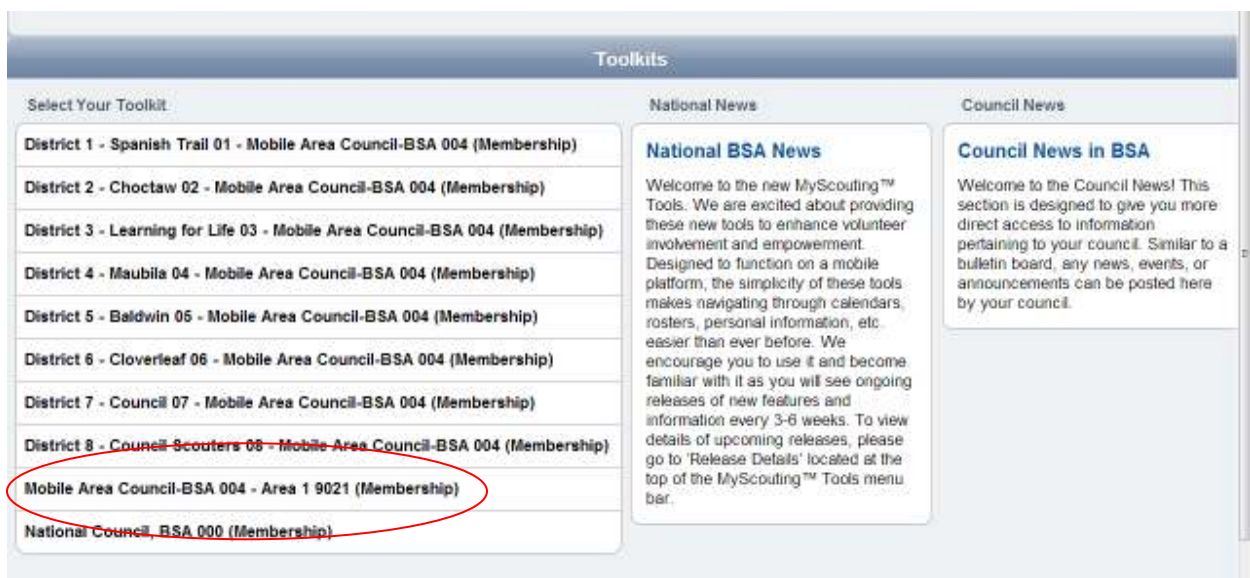 Toolkits
Select Your Toolkit
District 1 - Spanish Trail 01 - Mobile Area Council-BSA 004 (Membership)
District 2 - Choctaw 02 - Mobile Area Council-BSA 004 (Membership)
District 3 - Learning for Life 03 - Mobile Area Council-BSA 004 (Membership)
District 4 - Maubila 04 - Mobile Area Council-BSA 004 (Membership)
District 5 - Baldwin 05 - Mobile Area Council-BSA 004 (Membership)
District 6 - Cloverleaf 06 - Mobile Area Council-BSA 004 (Membership)
District 7 - Council 07 - Mobile Area Council-BSA 004 (Membership)
District 8 - Council Scouters 08 - Mobile Area Council-BSA 004 (Membership)
Mobile Area Council-BSA 004 - Area 1 9021 (Membership)
National Council, BSA 000 (Membership)
National News
National BSA News
Welcome to the new MyScouting™
Tools. We are excited about providing
these new tools to enhance volunteer
involvement and empowerment.
Designed to function on a mobile
platform, the simplicity of these tools
makes navigating through calendars,
rosters, personal information, etc.
easier than ever before. We
encourage you to use it and become
familiar with it as you will see ongoing
releases of new features and
information every 3-6 weeks. To view
details of upcoming releases, please
go to 'Release Details' located at the
top of the MyScouting™ Tools menu
bar.
Council News
Council News in BSA
Welcome to the Council News! This
section is designed to give you more
direct access to information
pertaining to your council. Similar to a
bulletin board, any news, events, or
announcements can be posted here
by your council.